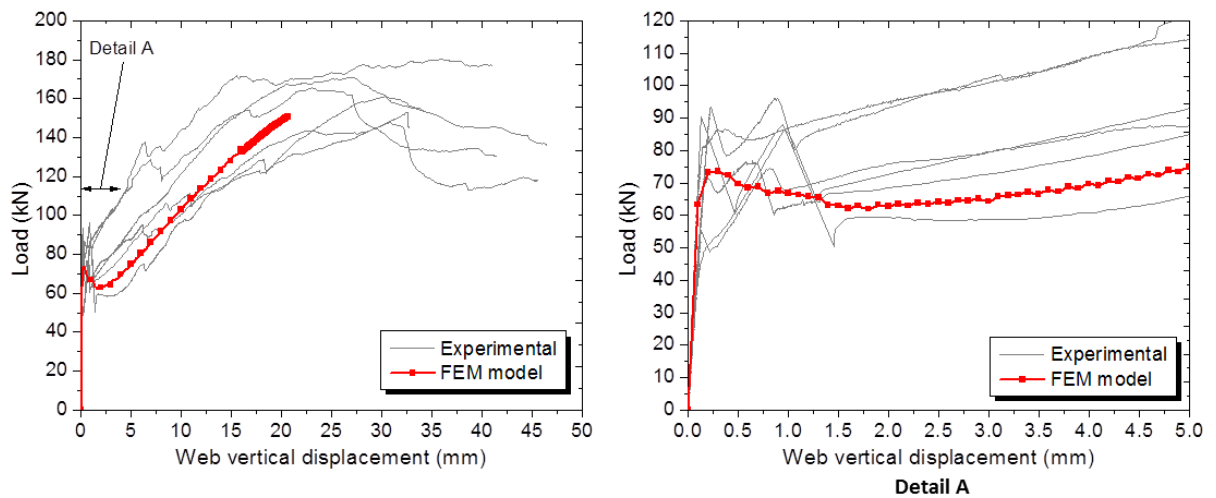 200
180
160
140
120
100
80
60
40
20
0
Load (kN)
Detail A
Experimental
FEM model
0 5 10 15 20 25 30 35 40 45 50
Web vertical displacement (mm)
120
110
100
90
80
70
60
50
40
30
20
10
0
Load (kN)
Experimental
FEM model
0.0 0.5 1.0 1.5 2.0 2.5 3.0 3.5 4.0 4.5 5.0
Web vertical displacement (mm)
Detail A